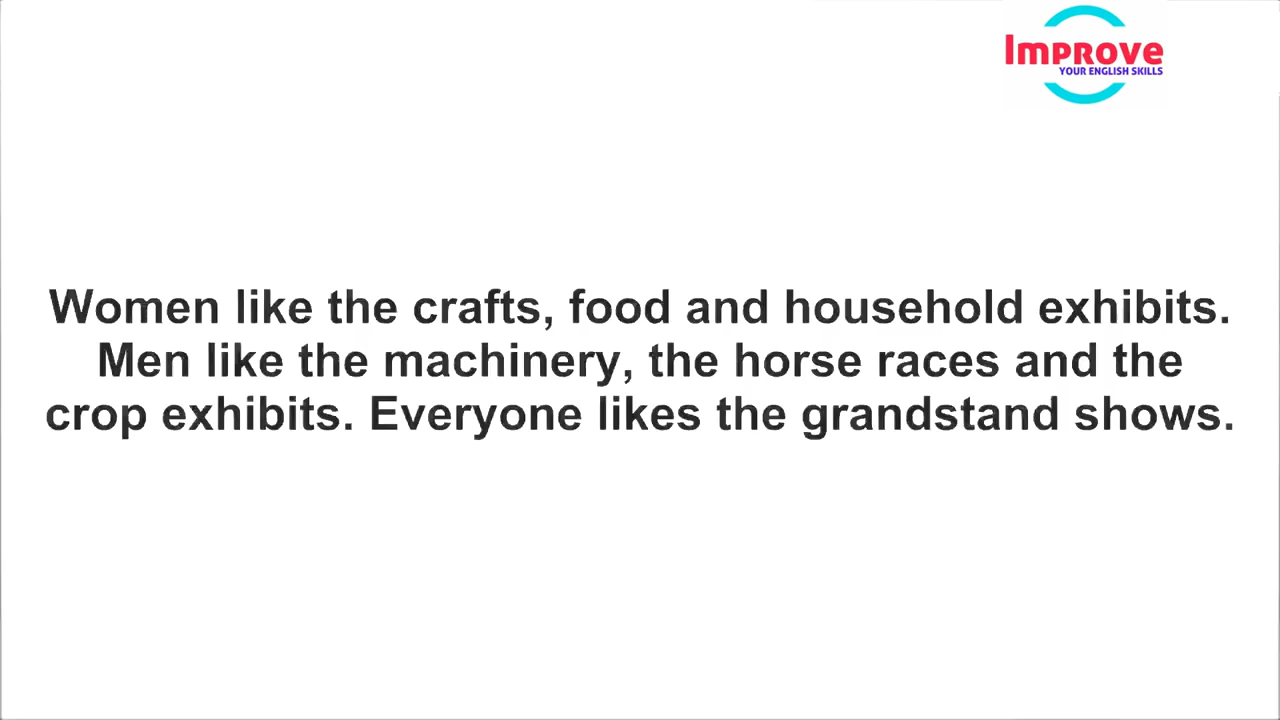 Improve
YOUR ENGLISH SKILLS
Women like the crafts, food and household exhibits.
Men like the machinery, the horse races and the
crop exhibits. Everyone likes the grandstand shows.